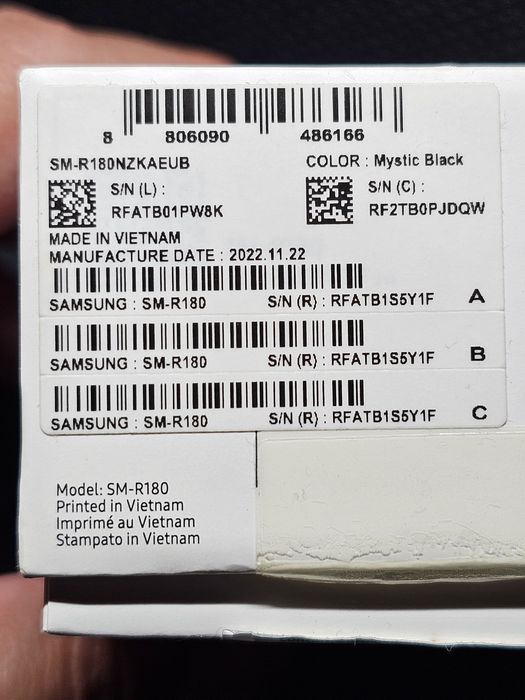 8 806090 486166
SM-R180NZKAEUB COLOR : Mystic Black
S/N (L) : S/N (C) :
RFATB01PW8K RF2TB0PJDQW
MADE IN VIETNAM
MANUFACTURE DATE : 2022.11.22
SAMSUNG : SM-R180 S/N (R) : RFATB1S5Y1F A
SAMSUNG : SM-R180 S/N (R) : RFATB1S5Y1F B
SAMSUNG : SM-R180 S/N (R) : RFATB1S5Y1F C
Model: SM-R180
Printed in Vietnam
Imprimé au Vietnam
Stampato in Vietnam